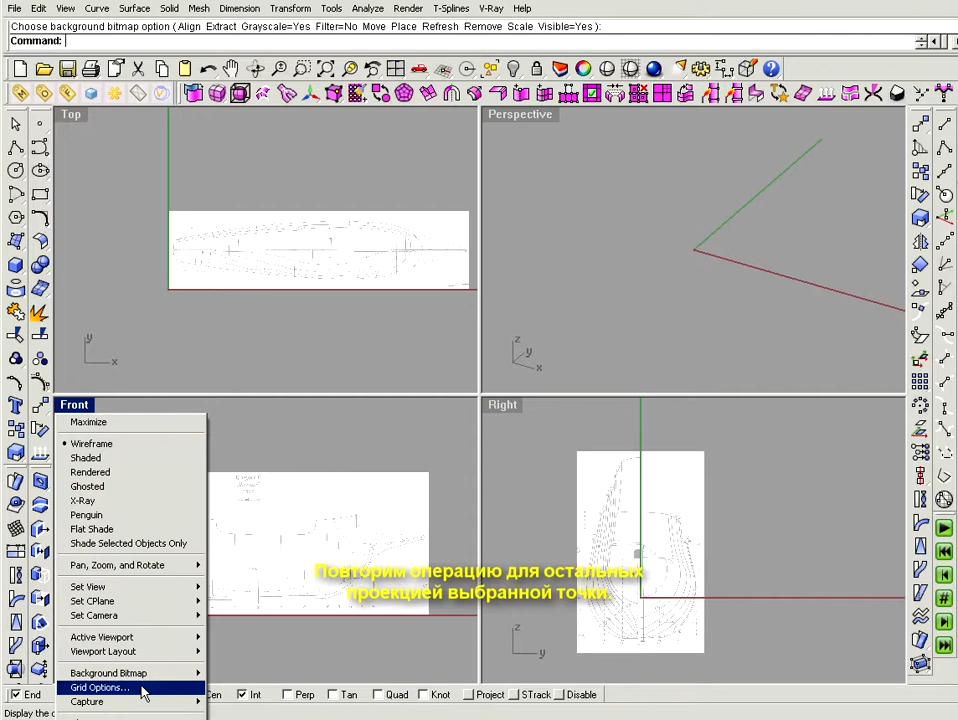 File Edit View Curve Surface Solid Mesh Dimension Transform Tools Analyze Render T-Splines V-Ray Help
Choose background bitmap option (Align Extract Grayscale=Yes Filter=No Move Place Refresh Remove Scale Visible=Yes ):
Command:
Top
Perspective
y
x
z
y
x
Front
Right
Maximize
Wireframe
Shaded
Rendered
Ghosted
X-Ray
Penguin
Flat Shade
Shade Selected Objects Only
Pan, Zoom, and Rotate
Повторим операцию для остальных
проекцией выбранной точки.
Set View
Set CPlane
Set Camera
Active Viewport
Viewport Layout
z
y
Background Bitmap
Grid Options...
Capture
End
Cen Int Perp Tan Quad Knot Project STrack Disable
Display the